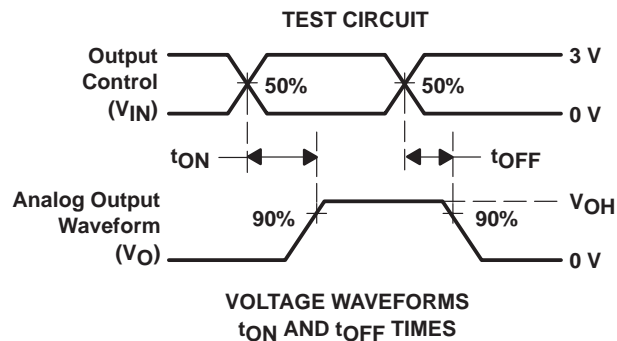 TEST CIRCUIT
Output
Control
(VIN)
3 V
50%
50%
0 V
tON
tOFF
Analog Output
Waveform
(VO)
90%
90%
VOH
0 V
VOLTAGE WAVEFORMS
tON AND tOFF TIMES